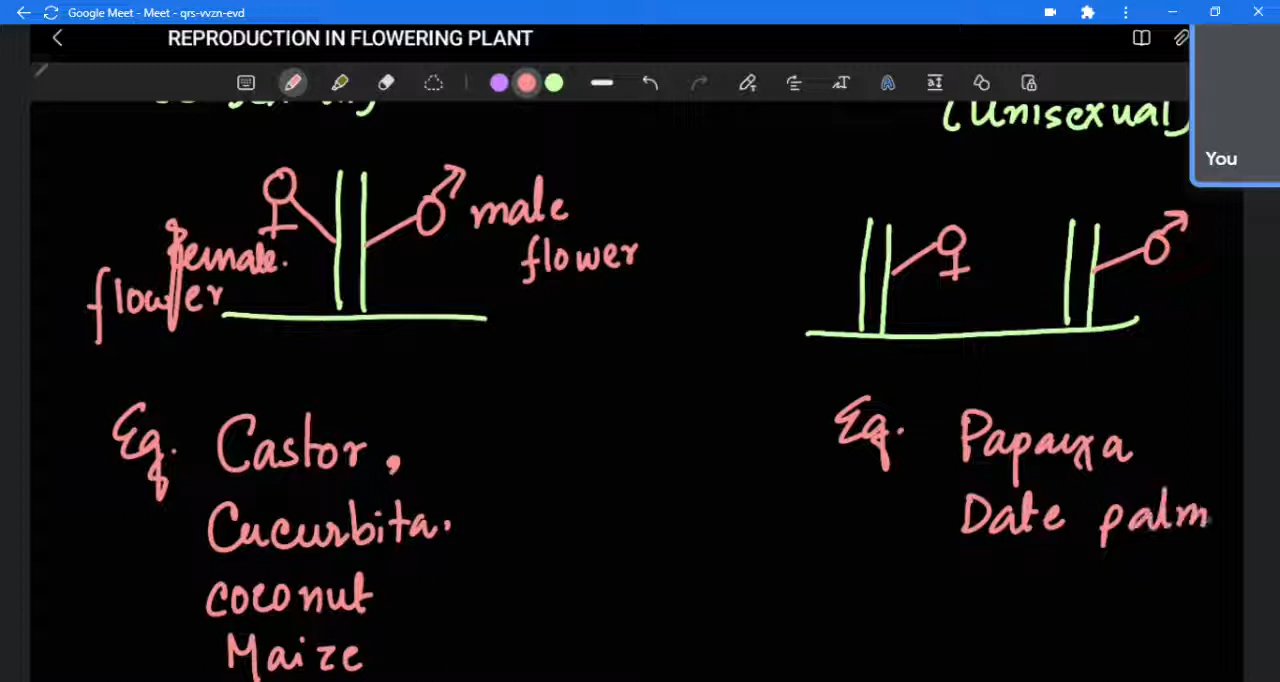 Google Meet - Meet - qrs-vvzn-evd
REPRODUCTION IN FLOWERING PLANT
(Unisexual)
You
female.
flower
male
flower
Eg. Castor,
Cucurbita.
coconut
Maize
Eg. Papayxa
Date palm